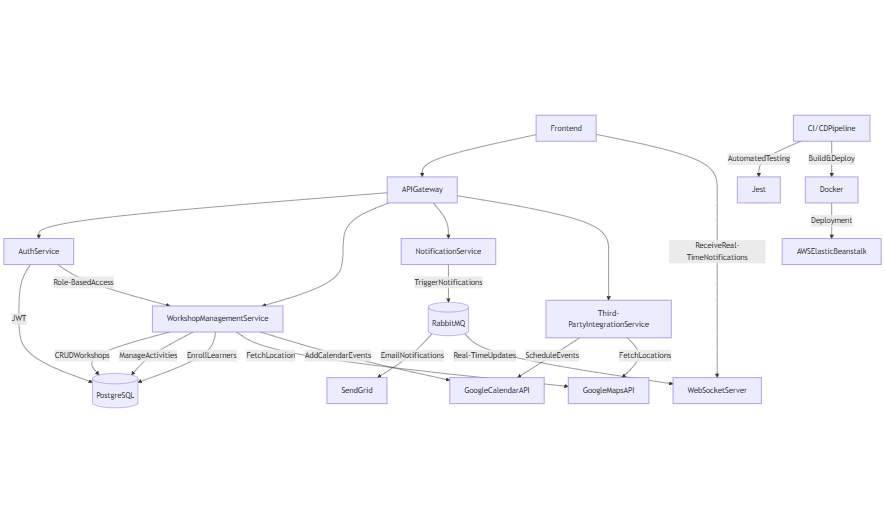 Frontend
CI/CDPipeline
AutomatedTesting
Build&Deploy
APIGateway
Jest
Docker
Deployment
AuthService
NotificationService
ReceiveReal-
TimeNotifications
AWSElasticBeanstalk
Role-BasedAccess
TriggerNotifications
JWT
WorkshopManagementService
RabbitMQ
Third-
PartyIntegrationService
CRUDWorkshops
ManageActivities
EnrollLearners
FetchLocation
AddCalendarEvents
EmailNotifications
Real-TimeUpdates
ScheduleEvents
FetchLocations
PostgreSQL
SendGrid
GoogleCalendarAPI
GoogleMapsAPI
WebSocketServer